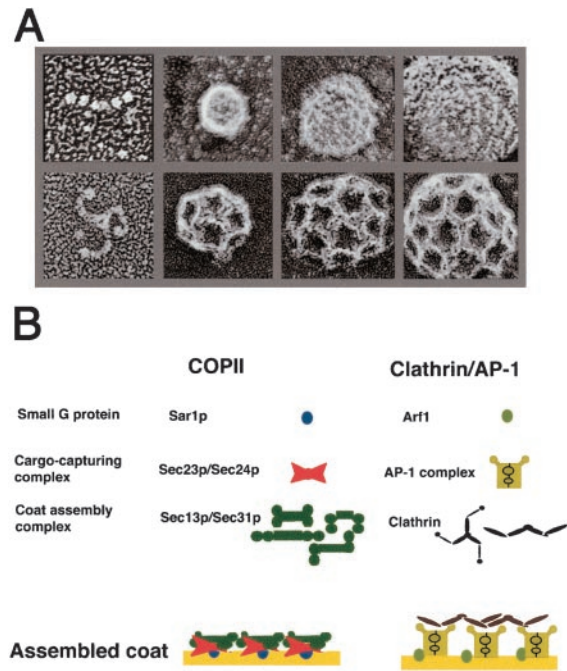 A
B
COPII Clathrin/AP-1
Small G protein Sar1p Arf1
Cargo-capturing
complex Sec23p/Sec24p AP-1 complex
Coat assembly
complex Sec13p/Sec31p Clathrin
Assembled coat